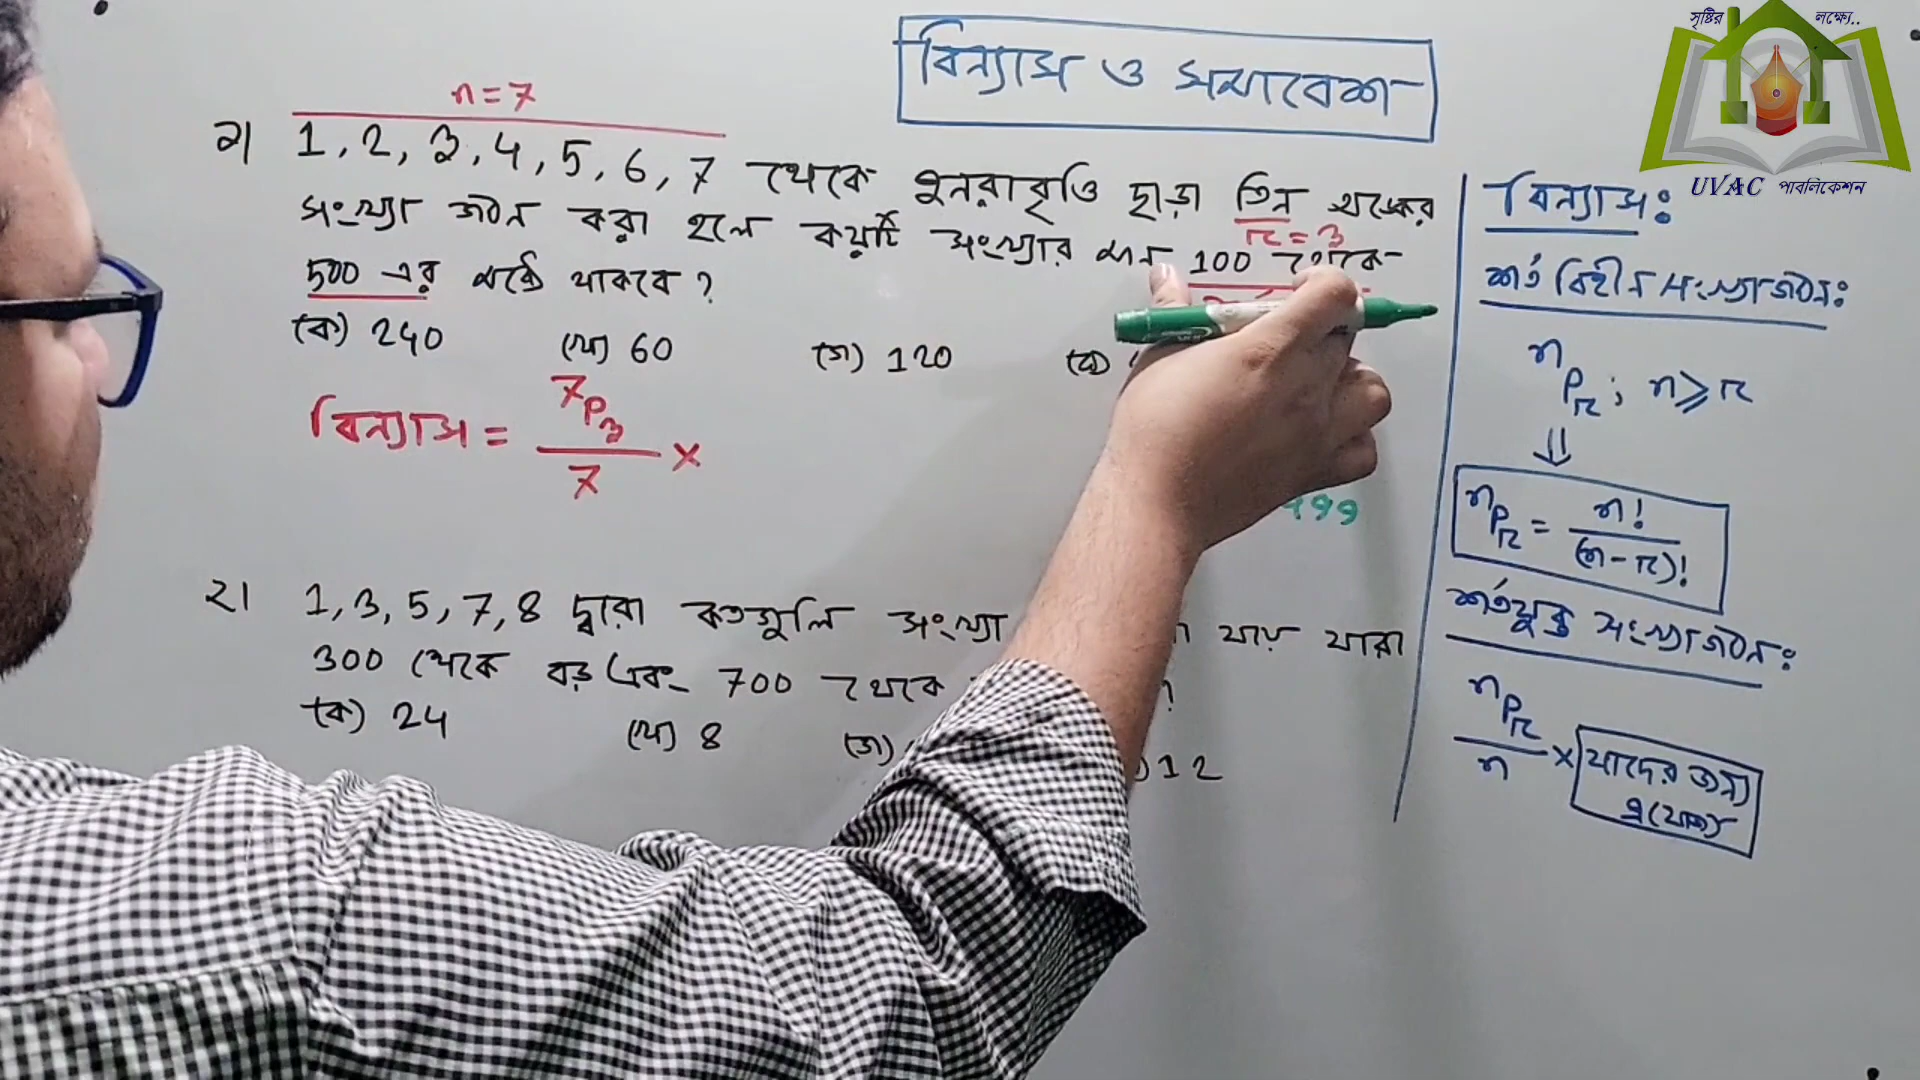 সৃষ্টির লক্ষ্যে..
UVAC পাবলিকেশন
বিন্যাস ও সমাবেশ
n = 7
১। 1, 2, 3, 4, 5, 6, 7 থেকে পুনরাবৃত্তি ছাড়া তিন অঙ্কের
r = 3
সংখ্যা গঠন করা হলে কয়টি সংখ্যার মান 100 থেকে
500 এর মধ্যে থাকবে ?
(ক) 240 (খ) 60 (গ) 120 (ঘ)
বিন্যাস = 7P3 / 7 ×
499
২। 1, 3, 5, 7, 8 দ্বারা কতগুলি সংখ্যা যায় যারা
300 থেকে বড় এবং 700 থেকে ?
(ক) 24 (খ) 8 (গ) 12
বিন্যাস:
শর্ত বিহীন সংখ্যাগঠন:
nPr ; n ≥ r
⇓
nPr = n! / (n - r)!
শর্তযুক্ত সংখ্যাগঠন:
nPr / n × যাদের জন্য
প্রযোজ্য